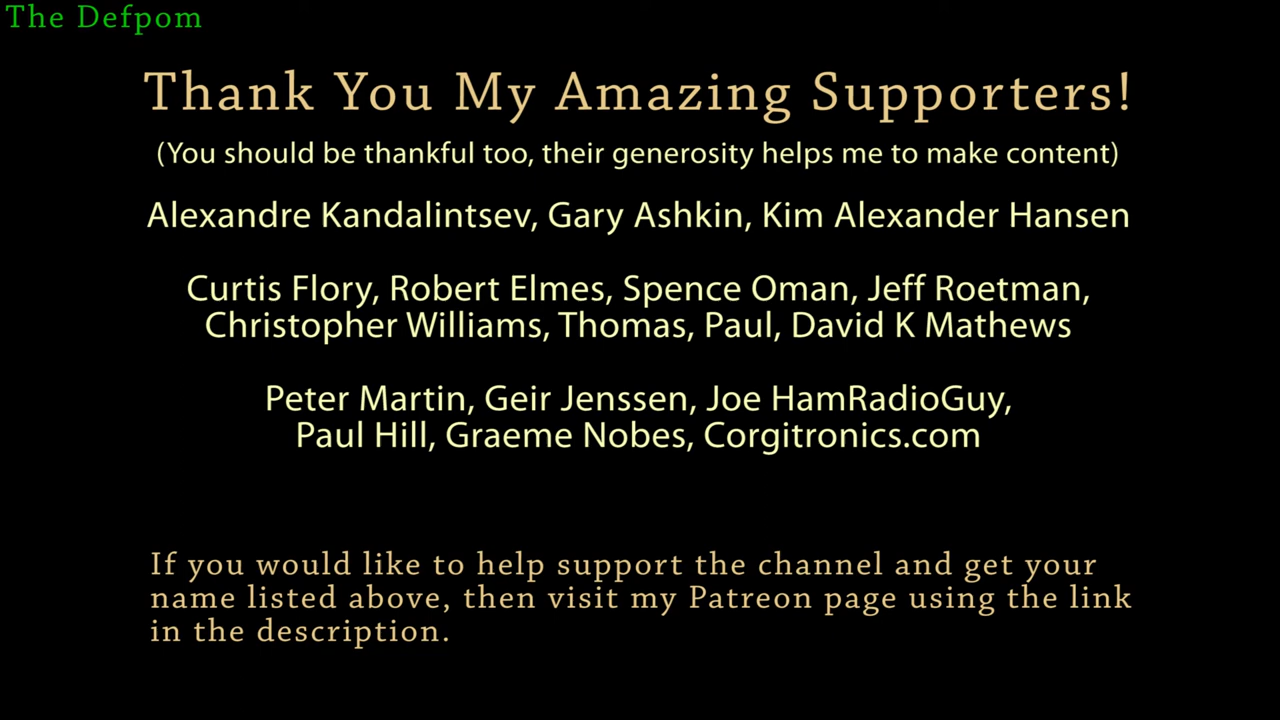 The Defpom
Thank You My Amazing Supporters!
(You should be thankful too, their generosity helps me to make content)
Alexandre Kandalintsev, Gary Ashkin, Kim Alexander Hansen
Curtis Flory, Robert Elmes, Spence Oman, Jeff Roetman,
Christopher Williams, Thomas, Paul, David K Mathews
Peter Martin, Geir Jenssen, Joe HamRadioGuy,
Paul Hill, Graeme Nobes, Corgitronics.com
If you would like to help support the channel and get your
name listed above, then visit my Patreon page using the link
in the description.